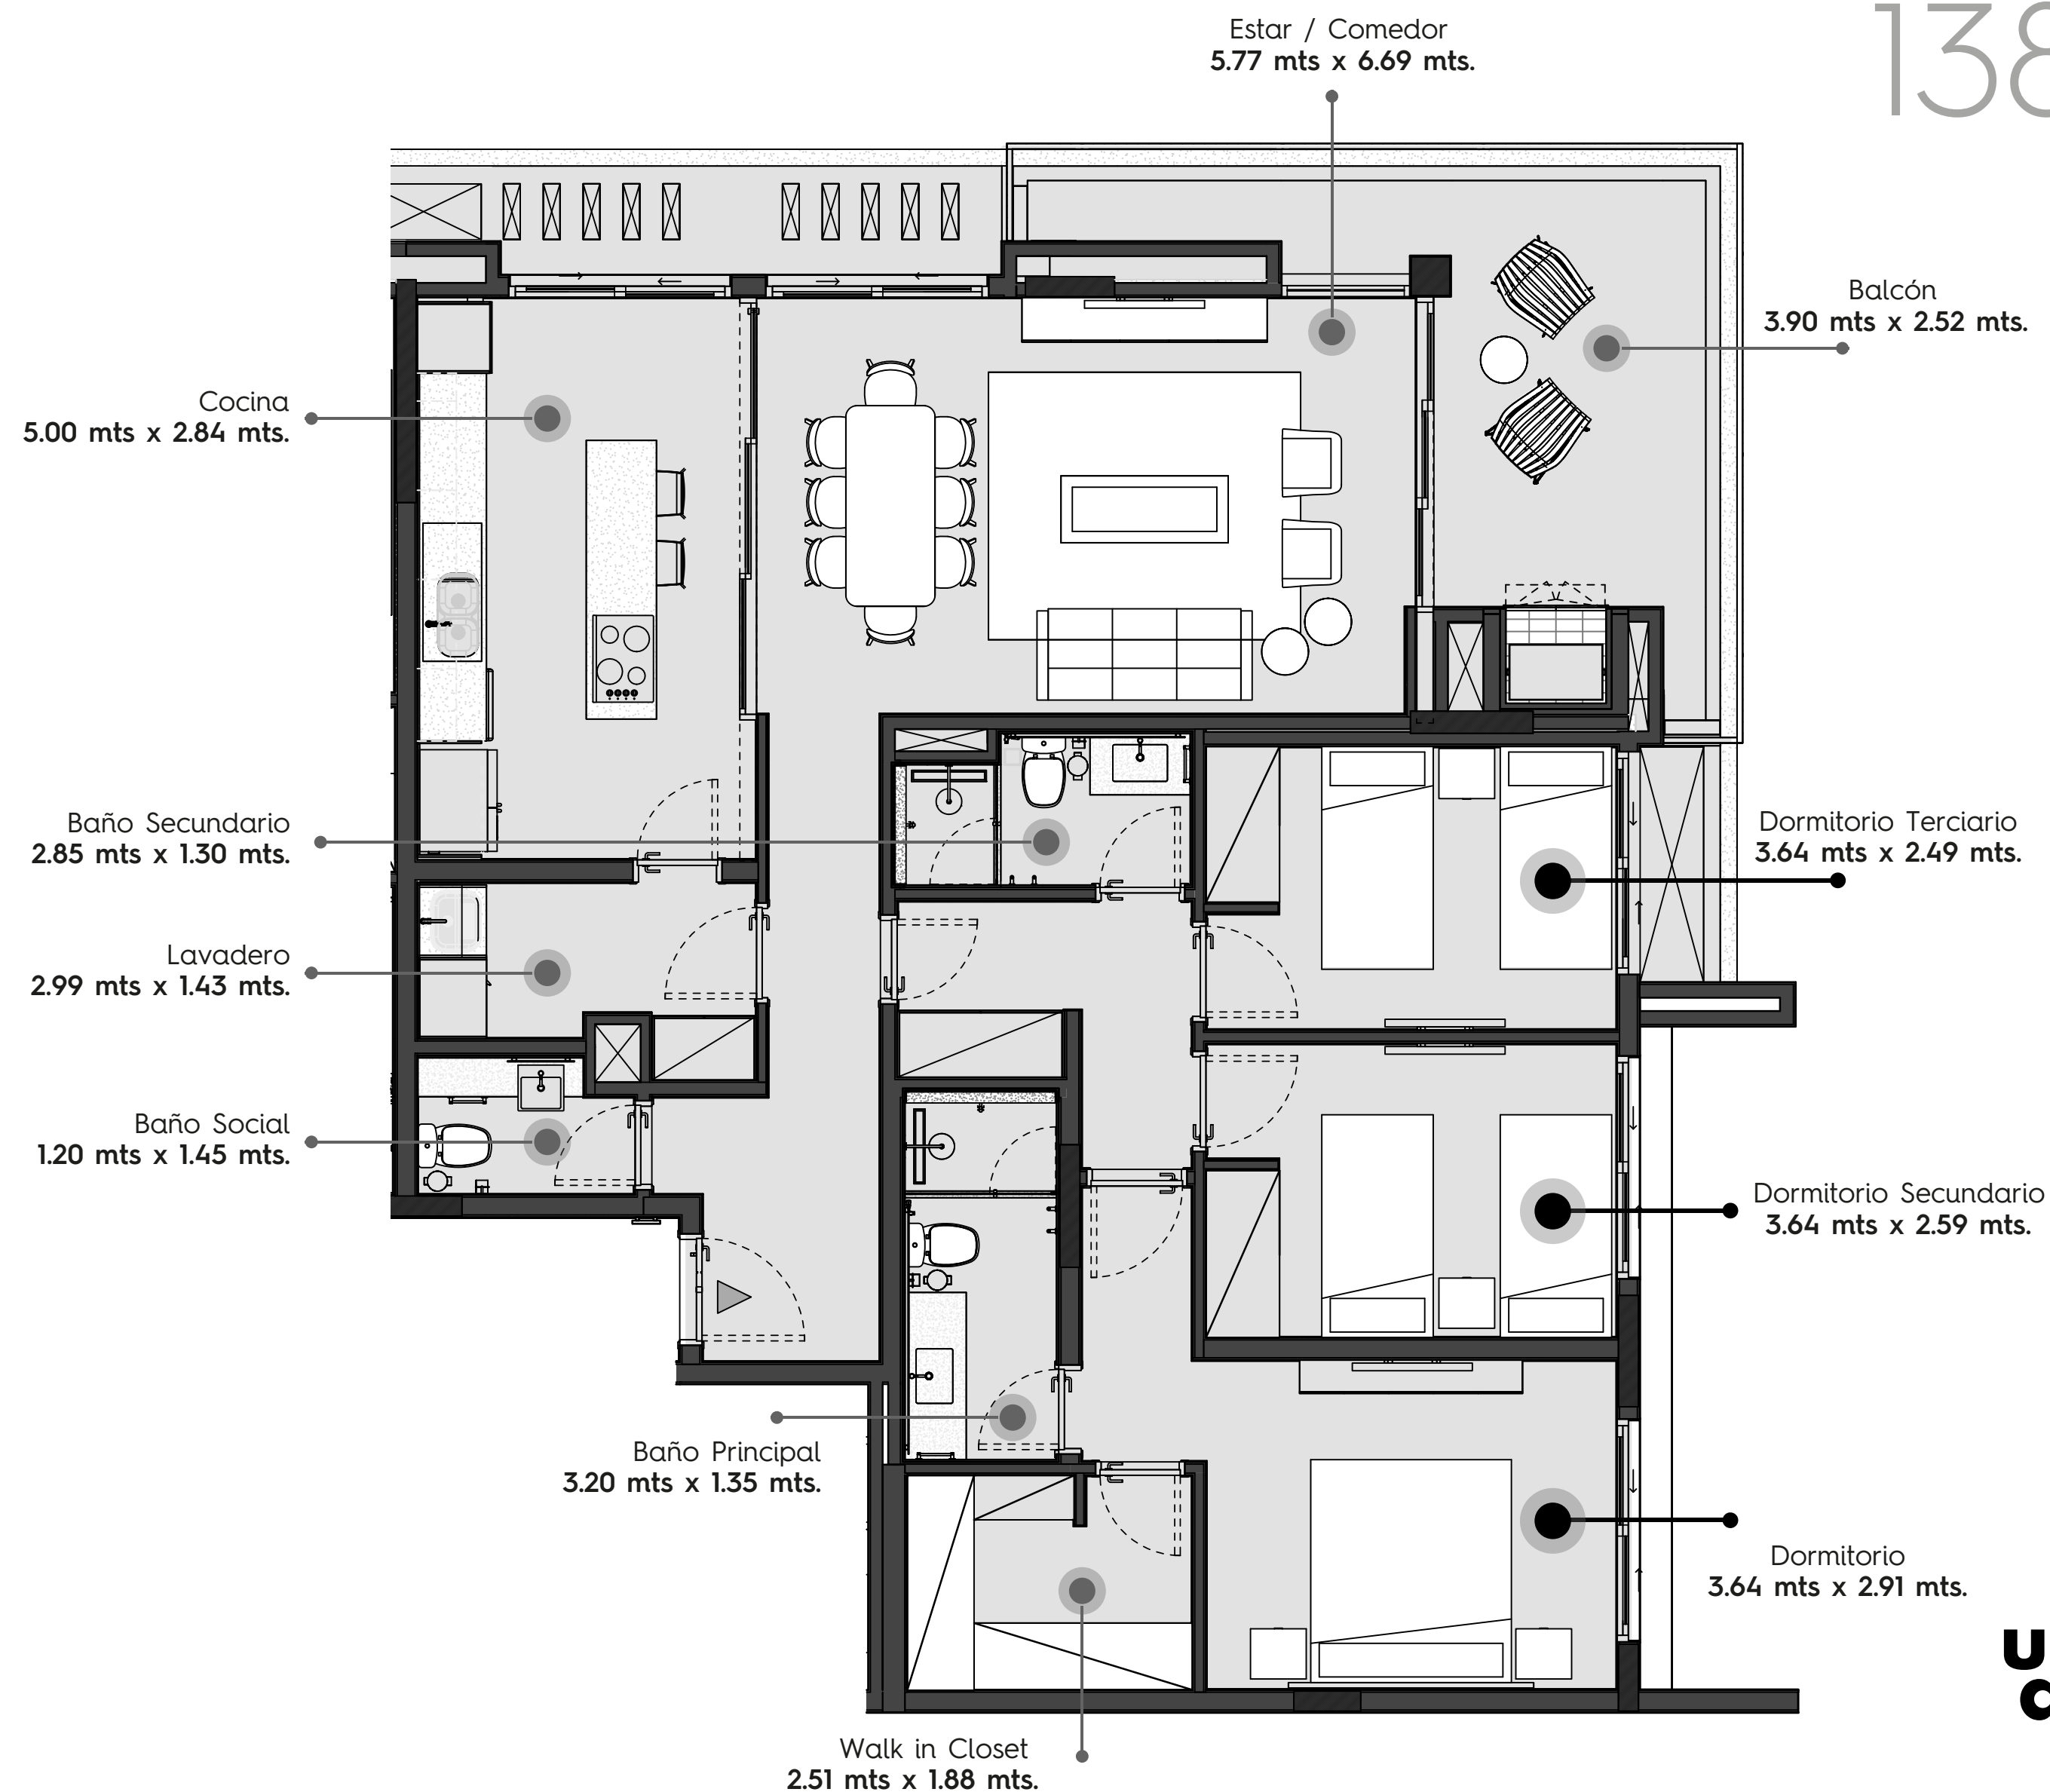 138
Estar / Comedor
5.77 mts x 6.69 mts.
Balcón
3.90 mts x 2.52 mts.
Cocina
5.00 mts x 2.84 mts.
Baño Secundario
2.85 mts x 1.30 mts.
Dormitorio Terciario
3.64 mts x 2.49 mts.
Lavadero
2.99 mts x 1.43 mts.
Baño Social
1.20 mts x 1.45 mts.
Dormitorio Secundario
3.64 mts x 2.59 mts.
Baño Principal
3.20 mts x 1.35 mts.
Dormitorio
3.64 mts x 2.91 mts.
Walk in Closet
2.51 mts x 1.88 mts.